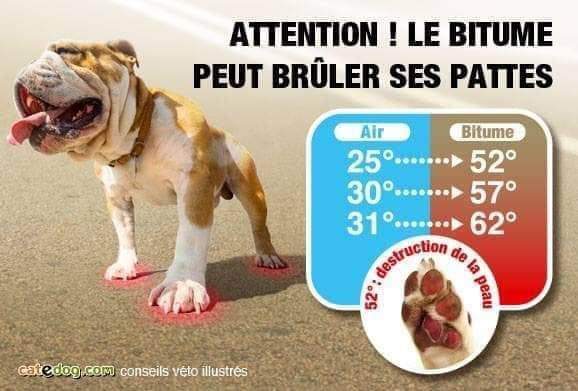 ATTENTION ! LE BITUME
PEUT BRÛLER SES PATTES
Air Bitume
25° 52°
30° 57°
31° 62°
52° : destruction de la peau
catedog.com conseils véto illustrés